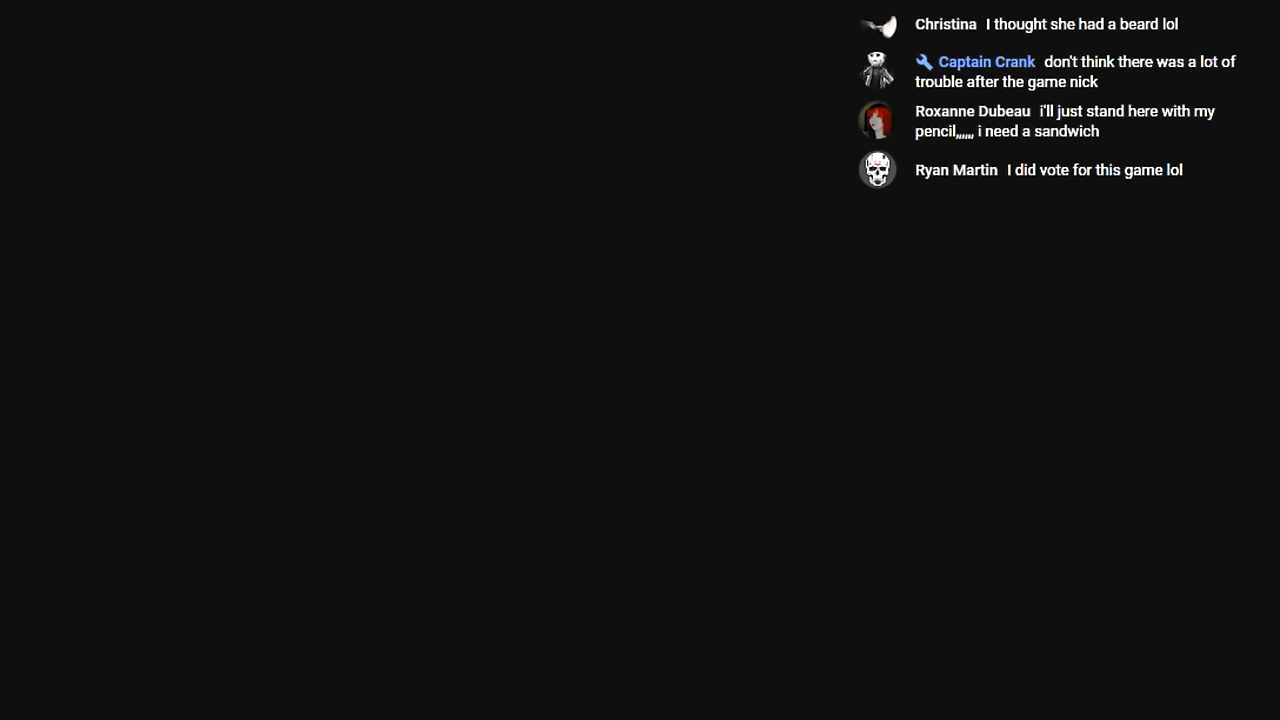 Christina I thought she had a beard lol
Captain Crank don't think there was a lot of
trouble after the game nick
Roxanne Dubeau i'll just stand here with my
pencil,,,,,, i need a sandwich
Ryan Martin I did vote for this game lol